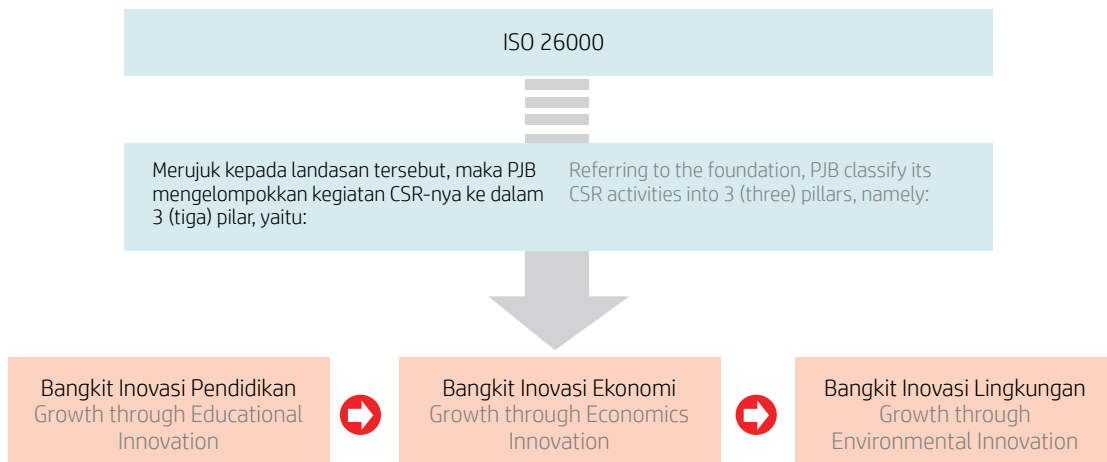 ISO 26000
Merujuk kepada landasan tersebut, maka PJB
mengelompokkan kegiatan CSR-nya ke dalam
3 (tiga) pilar, yaitu:
Referring to the foundation, PJB classify its
CSR activities into 3 (three) pillars, namely:
Bangkit Inovasi Pendidikan
Growth through Educational
Innovation
Bangkit Inovasi Ekonomi
Growth through Economics
Innovation
Bangkit Inovasi Lingkungan
Growth through
Environmental Innovation